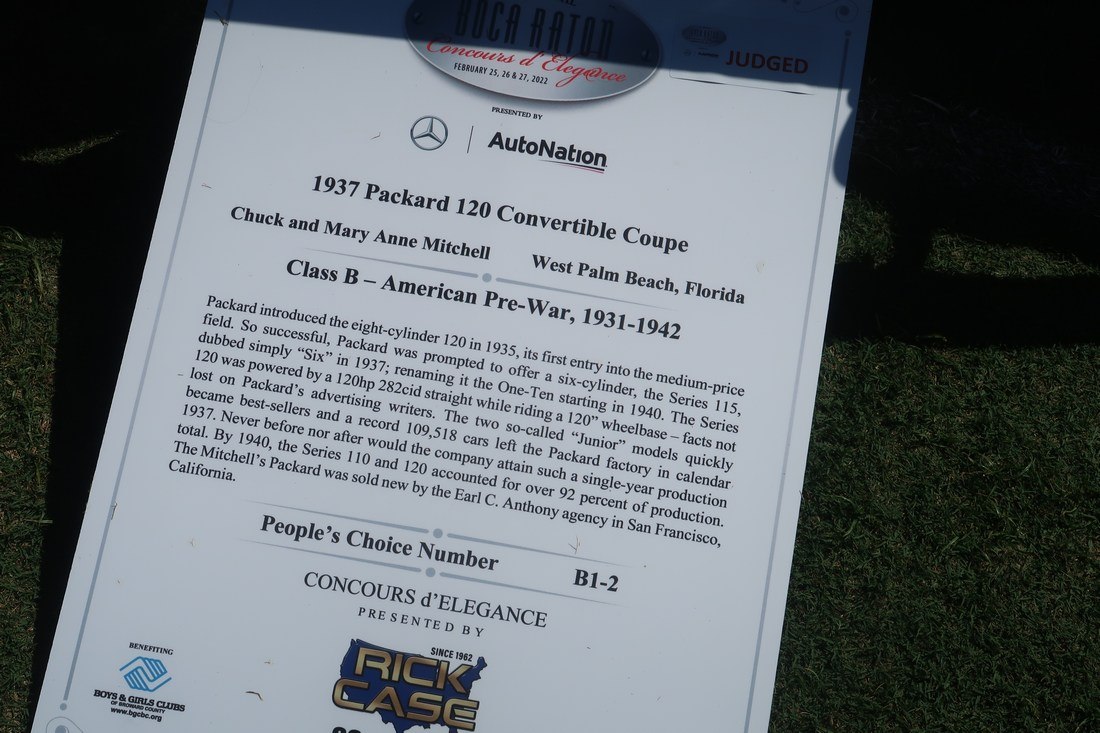 BOCA RATON
Concours d'Elegance
FEBRUARY 25, 26 & 27, 2022
JUDGED
PRESENTED BY
AutoNation
1937 Packard 120 Convertible Coupe
Chuck and Mary Anne Mitchell West Palm Beach, Florida
Class B – American Pre-War, 1931-1942
Packard introduced the eight-cylinder 120 in 1935, its first entry into the medium-price
field. So successful, Packard was prompted to offer a six-cylinder, the Series 115,
dubbed simply “Six” in 1937; renaming it the One-Ten starting in 1940. The Series
120 was powered by a 120hp 282cid straight while riding a 120” wheelbase – facts not
lost on Packard’s advertising writers. The two so-called “Junior” models quickly
became best-sellers and a record 109,518 cars left the Packard factory in calendar
1937. Never before nor after would the company attain such a single-year production
total. By 1940, the Series 110 and 120 accounted for over 92 percent of production.
The Mitchell’s Packard was sold new by the Earl C. Anthony agency in San Francisco,
California.
People’s Choice Number B1-2
CONCOURS d’ELEGANCE
PRESENTED BY
SINCE 1962
RICK
CASE
BENEFITING
BOYS & GIRLS CLUBS
OF BROWARD COUNTY
www.bgcbc.org